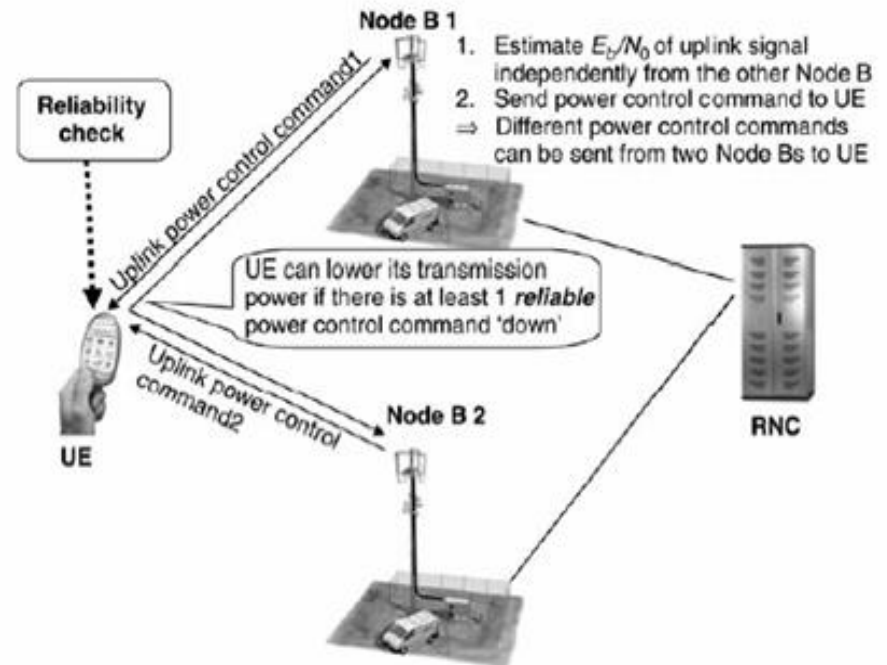 Node B 1
1. Estimate E_b/N_0 of uplink signal
independently from the other Node B
2. Send power control command to UE
⇒ Different power control commands
can be sent from two Node Bs to UE
Reliability
check
Uplink power control command1
UE can lower its transmission
power if there is at least 1 reliable
power control command 'down'
Uplink power control
command2
UE
Node B 2
RNC